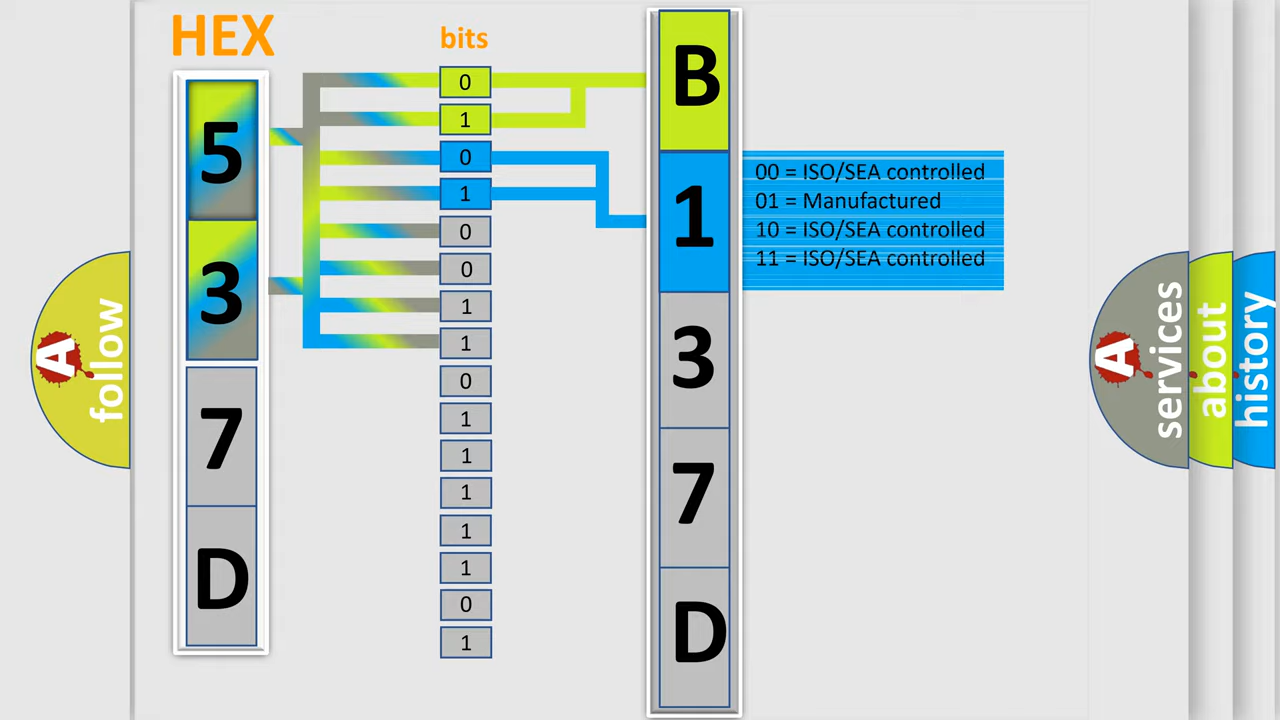 HEX
bits
5
3
7
D
0
1
0
1
0
0
1
1
0
1
1
1
1
1
0
1
B
1
3
7
D
00 = ISO/SEA controlled
01 = Manufactured
10 = ISO/SEA controlled
11 = ISO/SEA controlled
A
follow
A
services
about
history